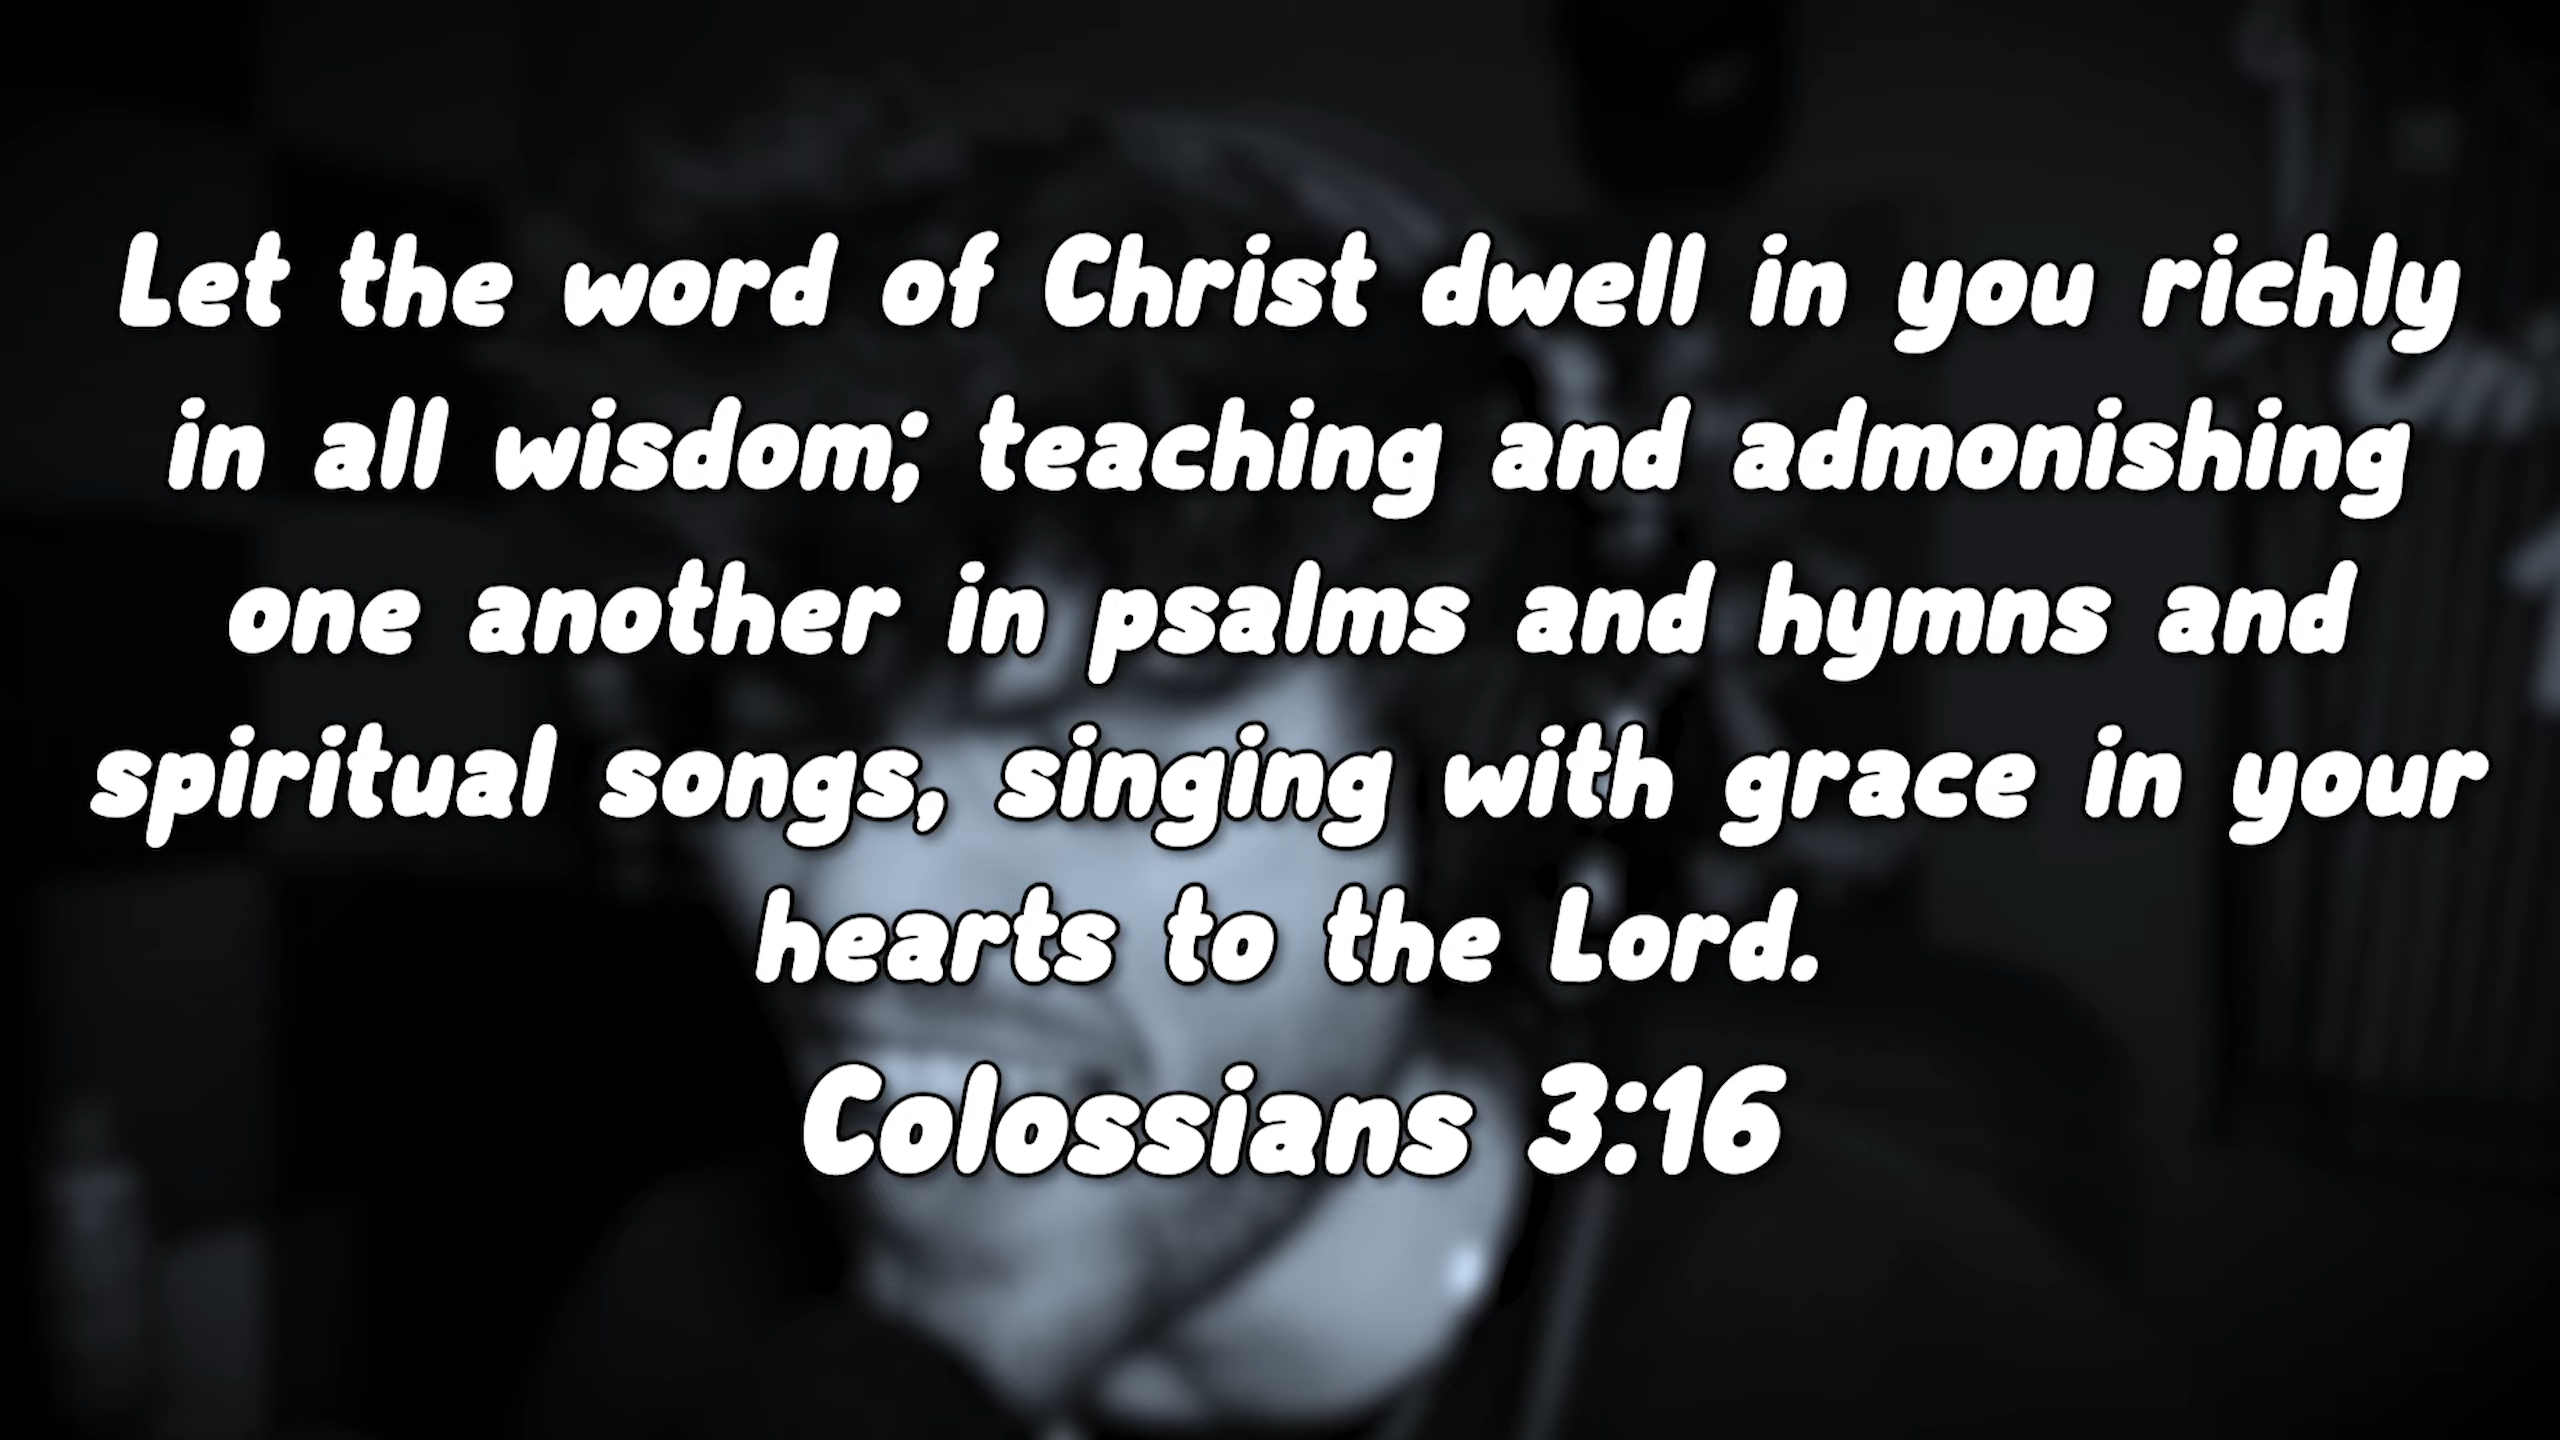 Let the word of Christ dwell in you richly
in all wisdom; teaching and admonishing
one another in psalms and hymns and
spiritual songs, singing with grace in your
hearts to the Lord.
Colossians 3:16